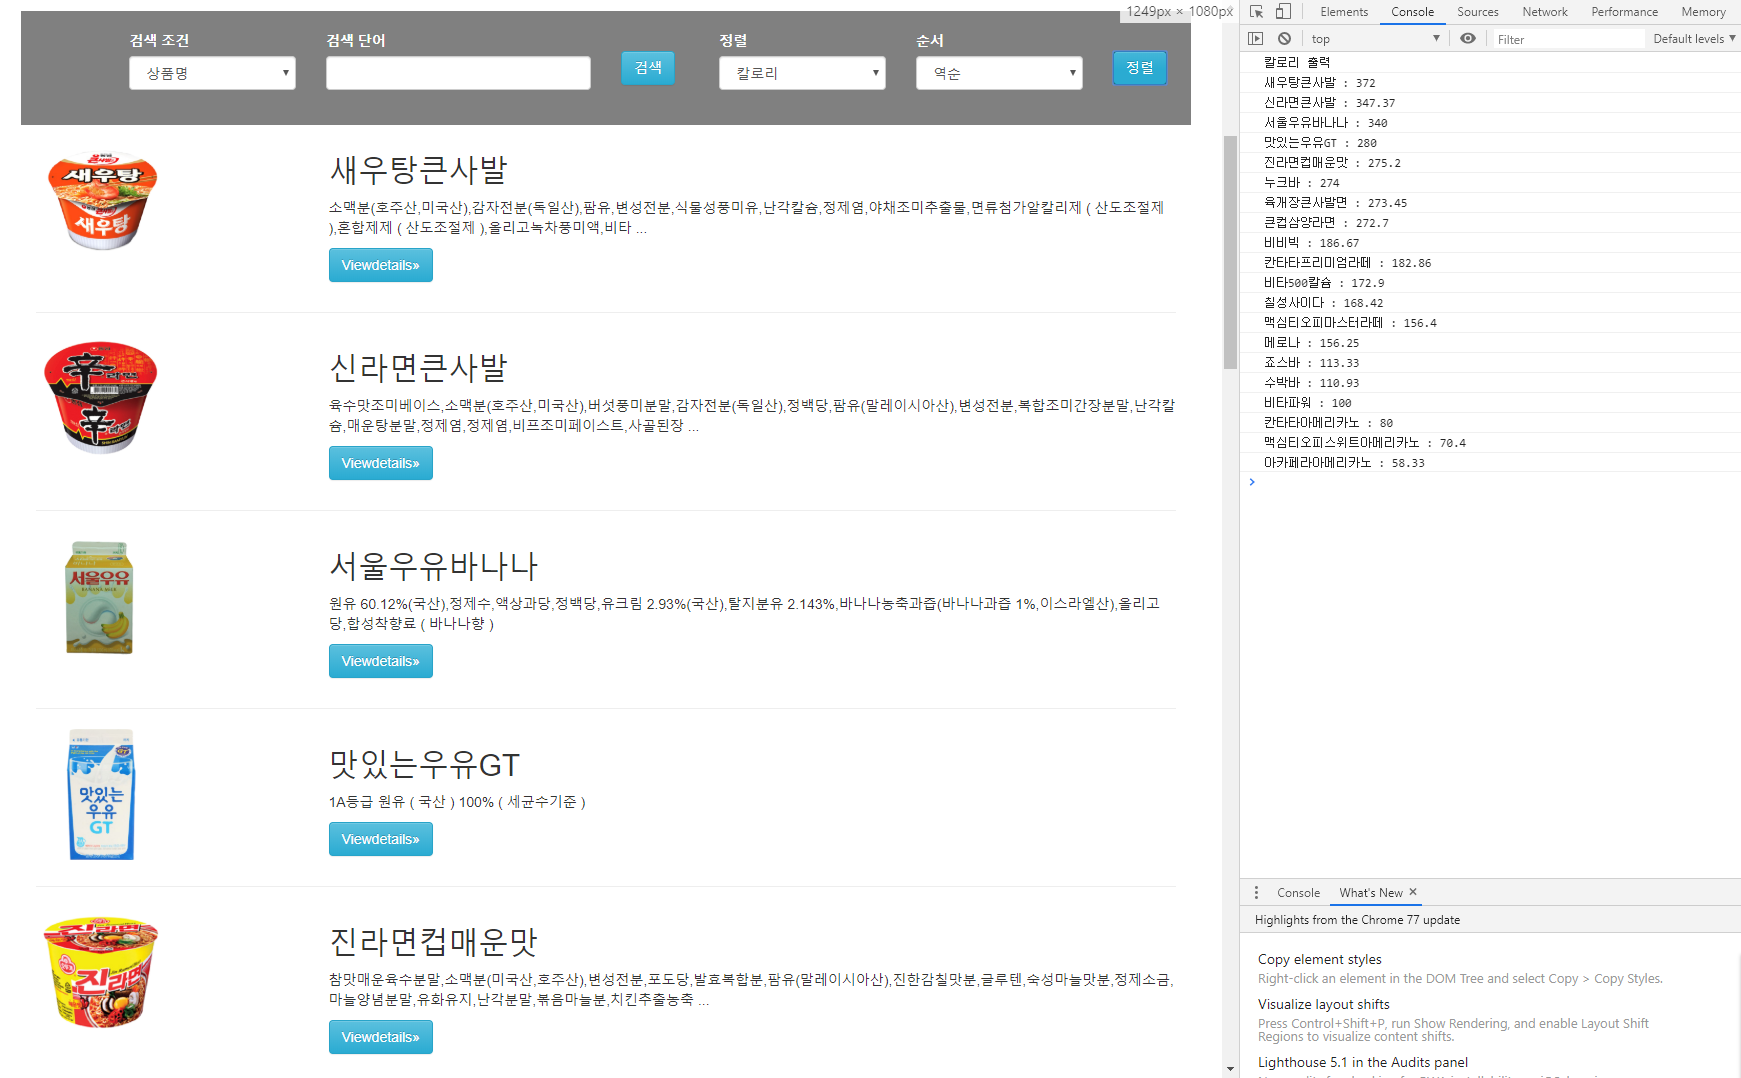 1249px × 1080px
검색 조건
검색 단어
정렬
순서
상품명
검색
칼로리
역순
정렬
큰사발
새우탕
새우탕
새우탕큰사발
소맥분(호주산,미국산),감자전분(독일산),팜유,변성전분,식물성풍미유,난각칼슘,정제염,야채조미추출물,면류첨가알칼리제 ( 산도조절제
),혼합제제 ( 산도조절제 ),올리고녹차풍미액,비타 ...
Viewdetails»
辛
辛
신라면큰사발
육수맛조미베이스,소맥분(호주산,미국산),버섯풍미분말,감자전분(독일산),정백당,팜유(말레이시아산),변성전분,복합조미간장분말,난각칼
슘,매운탕분말,정제염,정제염,비프조미페이스트,사골된장 ...
Viewdetails»
서울우유
서울우유바나나
원유 60.12%(국산),정제수,액상과당,정백당,유크림 2.93%(국산),탈지분유 2.143%,바나나농축과즙(바나나과즙 1%,이스라엘산),올리고
당,합성착향료 ( 바나나향 )
Viewdetails»
맛있는
우유
GT
맛있는우유GT
1A등급 원유 ( 국산 ) 100% ( 세균수기준 )
Viewdetails»
진라면
진라면컵매운맛
참맛매운육수분말,소맥분(미국산,호주산),변성전분,포도당,발효복합분,팜유(말레이시아산),진한감칠맛분,글루텐,숙성마늘맛분,정제소금,
마늘양념분말,유화유지,난각분말,볶음마늘분,치킨추출농축 ...
Viewdetails»
Elements Console Sources Network Performance Memory
top Filter Default levels
칼로리 출력
새우탕큰사발 : 372
신라면큰사발 : 347.37
서울우유바나나 : 340
맛있는우유GT : 280
진라면컵매운맛 : 275.2
누크바 : 274
육개장큰사발면 : 273.45
큰컵삼양라면 : 272.7
비비빅 : 186.67
칸타타프리미엄라떼 : 182.86
비타500칼슘 : 172.9
칠성사이다 : 168.42
맥심티오피마스터라떼 : 156.4
메로나 : 156.25
죠스바 : 113.33
수박바 : 110.93
비타파워 : 100
칸타타아메리카노 : 80
맥심티오피스위트아메리카노 : 70.4
아카페라아메리카노 : 58.33
Console What's New
Highlights from the Chrome 77 update
Copy element styles
Right-click an element in the DOM Tree and select Copy > Copy Styles.
Visualize layout shifts
Press Control+Shift+P, run Show Rendering, and enable Layout Shift
Regions to visualize content shifts.
Lighthouse 5.1 in the Audits panel